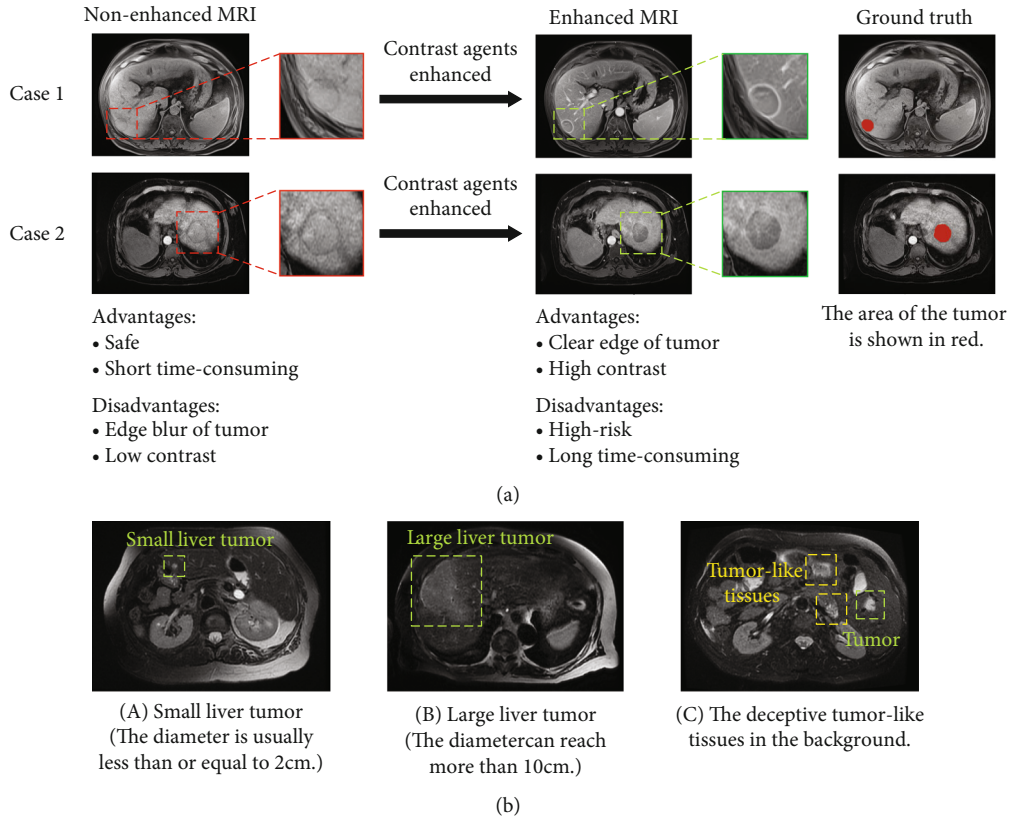 Non-enhanced MRI
Enhanced MRI
Ground truth
Case 1
Contrast agents
enhanced
Case 2
Contrast agents
enhanced
Advantages:
• Safe
• Short time-consuming
Disadvantages:
• Edge blur of tumor
• Low contrast
Advantages:
• Clear edge of tumor
• High contrast
Disadvantages:
• High-risk
• Long time-consuming
The area of the tumor
is shown in red.
(a)
Small liver tumor
Large liver tumor
Tumor-like
tissues
Tumor
(A) Small liver tumor
(The diameter is usually
less than or equal to 2cm.)
(B) Large liver tumor
(The diametercan reach
more than 10cm.)
(C) The deceptive tumor-like
tissues in the background.
(b)